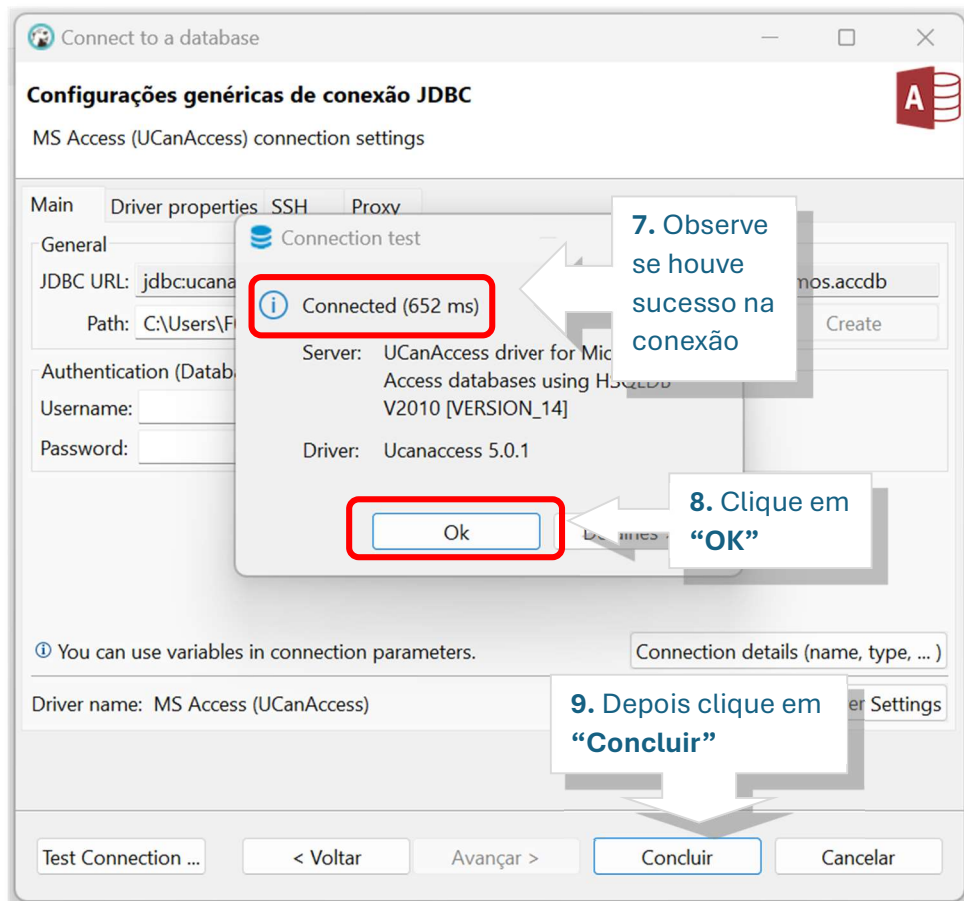 Connect to a database
Configurações genéricas de conexão JDBC
A
MS Access (UCanAccess) connection settings
Main Driver properties SSH Proxy
General
JDBC URL: jdbc:ucana
mos.accdb
Path: C:\Users\F
Create
Authentication (Datab
Username:
Password:
Connection test
Connected (652 ms)
Server: UCanAccess driver for Mic
Access databases using HSQLDB
V2010 [VERSION_14]
Driver: Ucanaccess 5.0.1
Ok
7. Observe
se houve
sucesso na
conexão
8. Clique em
“OK”
You can use variables in connection parameters.
Connection details (name, type, ... )
Driver name: MS Access (UCanAccess)
er Settings
9. Depois clique em
“Concluir”
Test Connection ... < Voltar Avançar > Concluir Cancelar